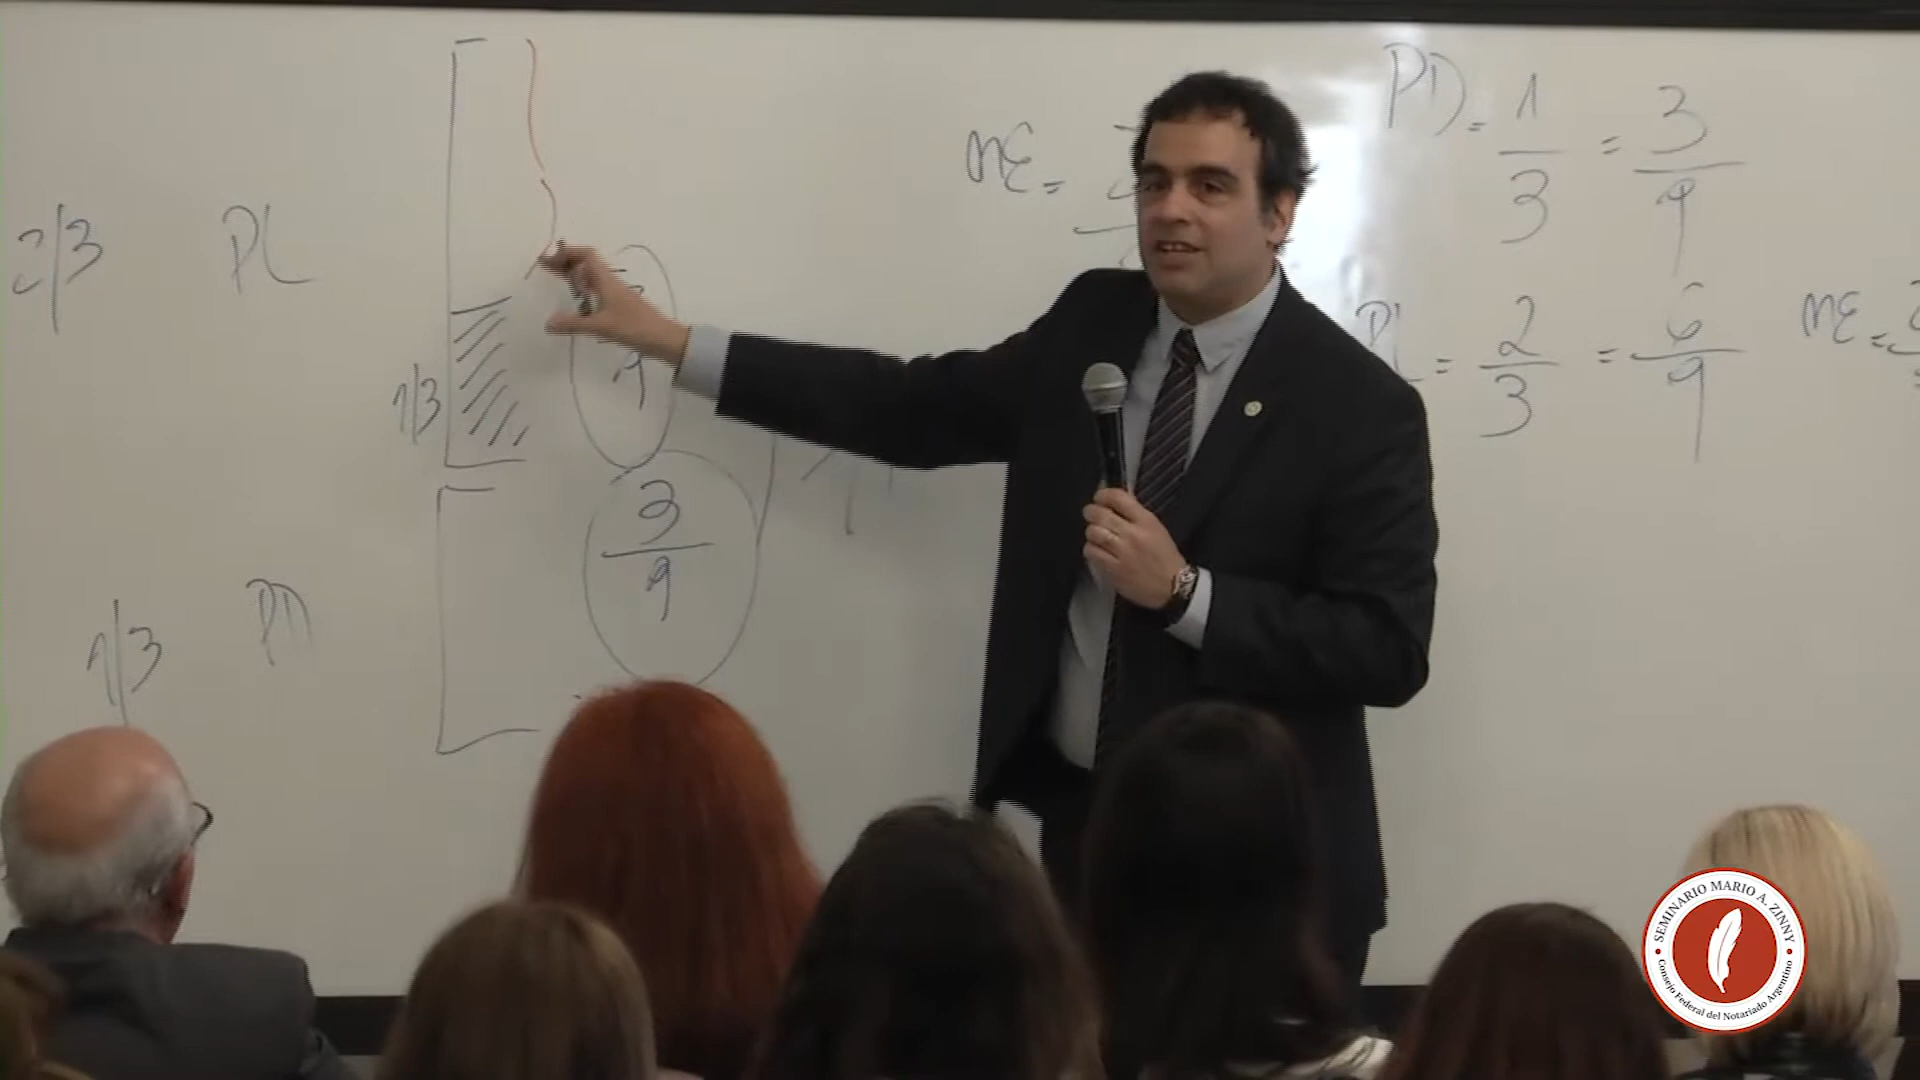 2/3 PL
1/3
3
9
1/3 PD
ME =
PD = 1/3 = 3/9
PL = 2/3 = 6/9
ME =
SEMINARIO MARIO A. ZINNY
Consejo Federal del Notariado Argentino